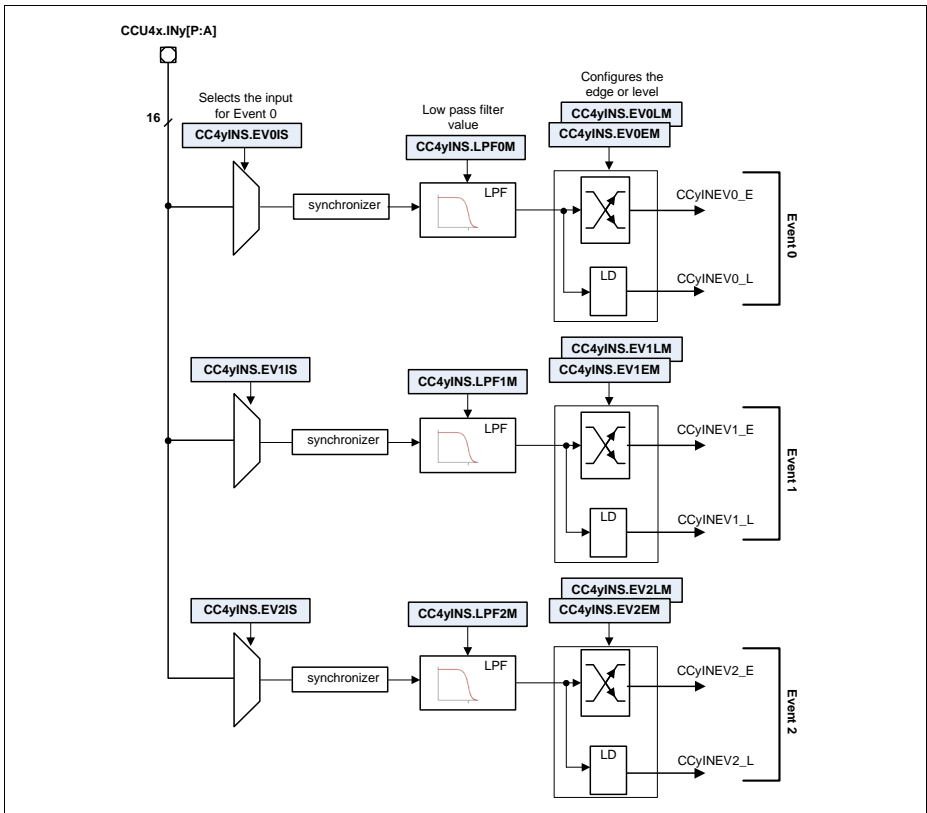 CCU4x.INy[P:A]
16
Selects the input
for Event 0
CC4yINS.EV0IS
Low pass filter
value
CC4yINS.LPF0M
Configures the
edge or level
CC4yINS.EV0LM
CC4yINS.EV0EM
synchronizer
LPF
LD
CCyINEV0_E
CCyINEV0_L
Event 0
CC4yINS.EV1IS
CC4yINS.LPF1M
CC4yINS.EV1LM
CC4yINS.EV1EM
synchronizer
LPF
LD
CCyINEV1_E
CCyINEV1_L
Event 1
CC4yINS.EV2IS
CC4yINS.LPF2M
CC4yINS.EV2LM
CC4yINS.EV2EM
synchronizer
LPF
LD
CCyINEV2_E
CCyINEV2_L
Event 2